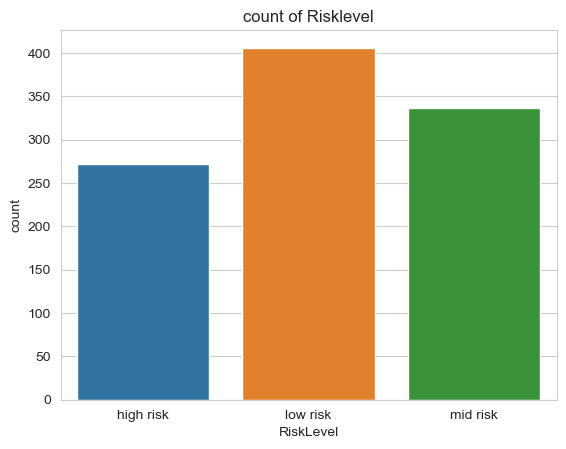 count of Risklevel
400
350
300
250
200
150
100
50
0
count
high risk
low risk
mid risk
RiskLevel